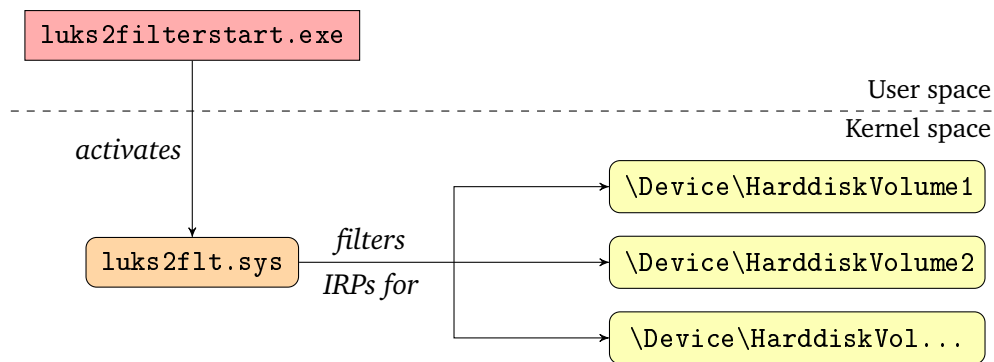 luks2filterstart.exe
User space
Kernel space
activates
\Device\HarddiskVolume1
luks2flt.sys
filters
IRPs for
\Device\HarddiskVolume2
\Device\HarddiskVol...